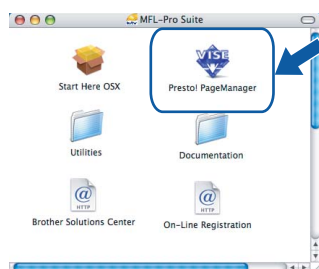 MFL-Pro Suite
VISE
Start Here OSX
Presto! PageManager
Utilities
Documentation
@
HTTP
@
HTTP
Brother Solutions Center
On-Line Registration